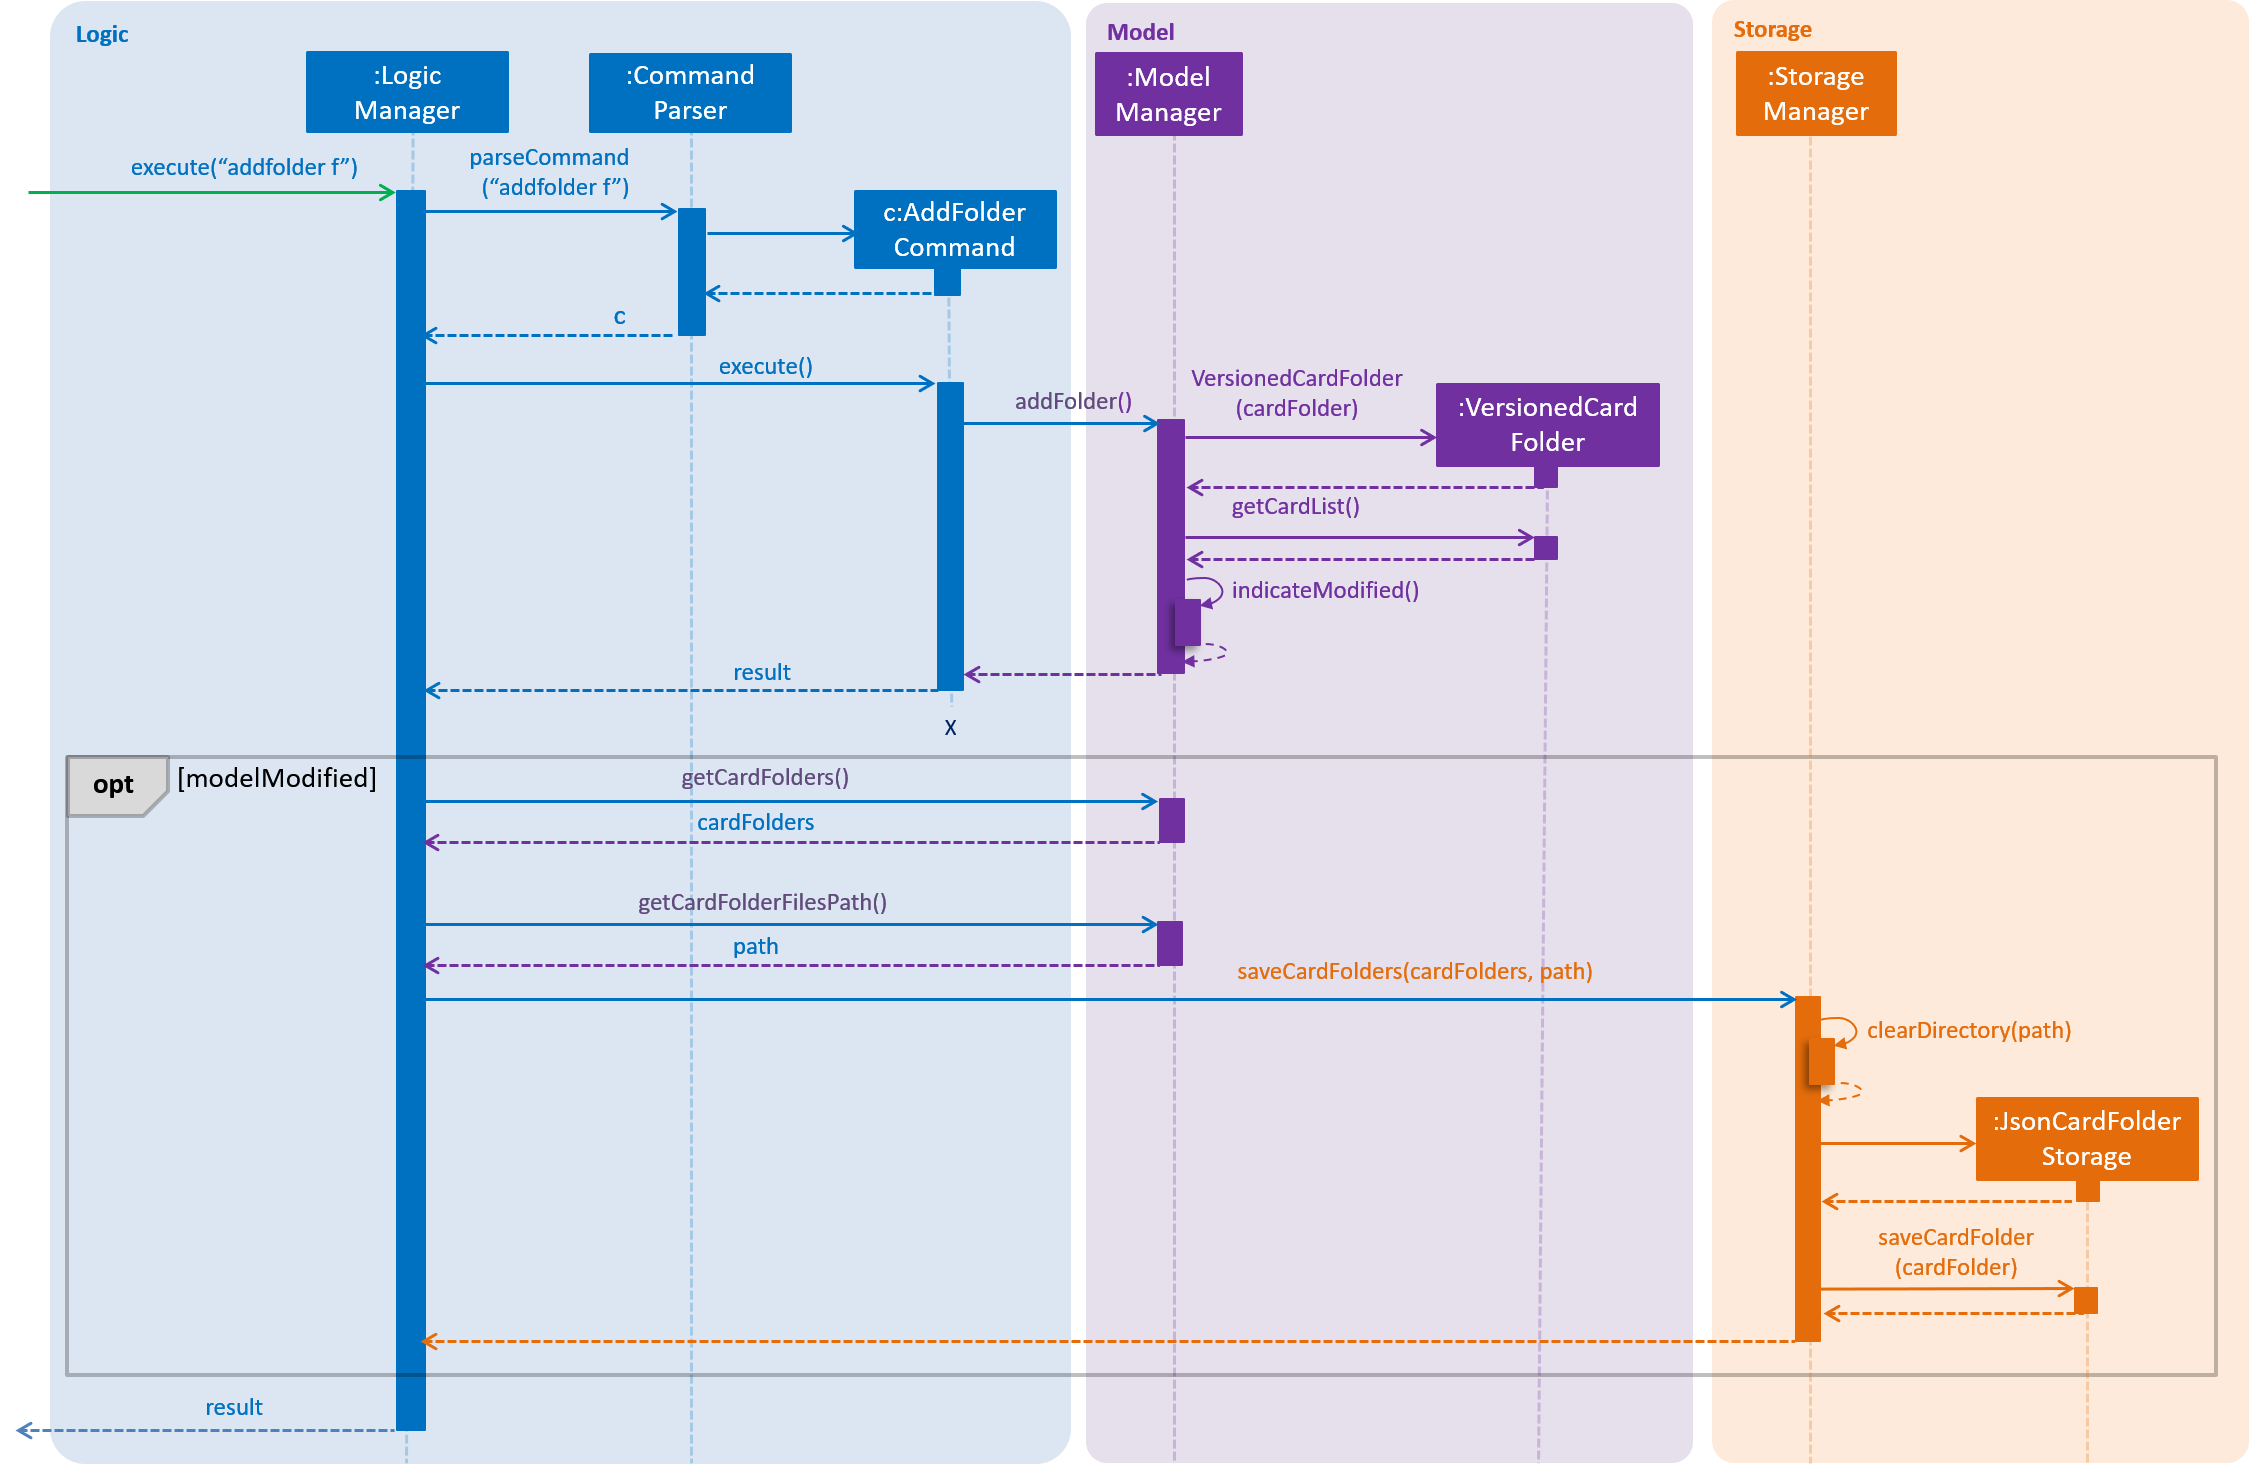 Logic
Model
Storage
:Logic
Manager
:Command
Parser
:Model
Manager
:Storage
Manager
execute(“addfolder f”)
parseCommand
(“addfolder f”)
c:AddFolder
Command
c
execute()
addFolder()
VersionedCardFolder
(cardFolder)
:VersionedCard
Folder
getCardList()
indicateModified()
result
X
opt
[modelModified]
getCardFolders()
cardFolders
getCardFolderFilesPath()
path
saveCardFolders(cardFolders, path)
clearDirectory(path)
:JsonCardFolder
Storage
saveCardFolder
(cardFolder)
result